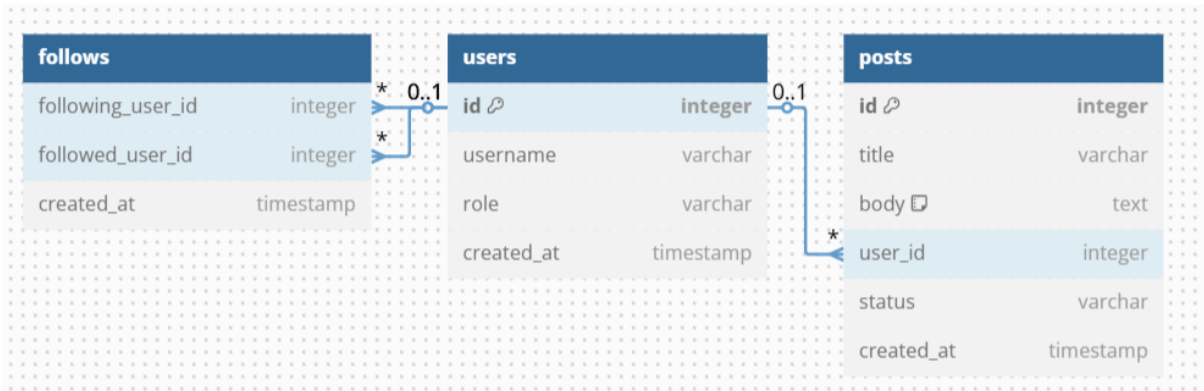 follows
following_user_id integer
followed_user_id integer
created_at timestamp
* 0..1
*
users
id integer
username varchar
role varchar
created_at timestamp
0..1
*
posts
id integer
title varchar
body text
user_id integer
status varchar
created_at timestamp